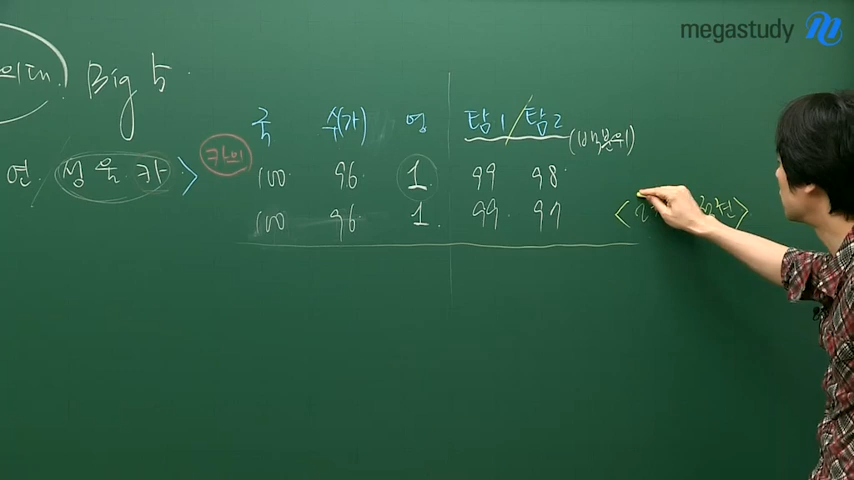 megastudy
의대. Big 5.
국 수(가) 영 탐1/탐2
(백분위)
연 성 울 카 > 카의 100 96 1 99 98
100 96 1 99 97